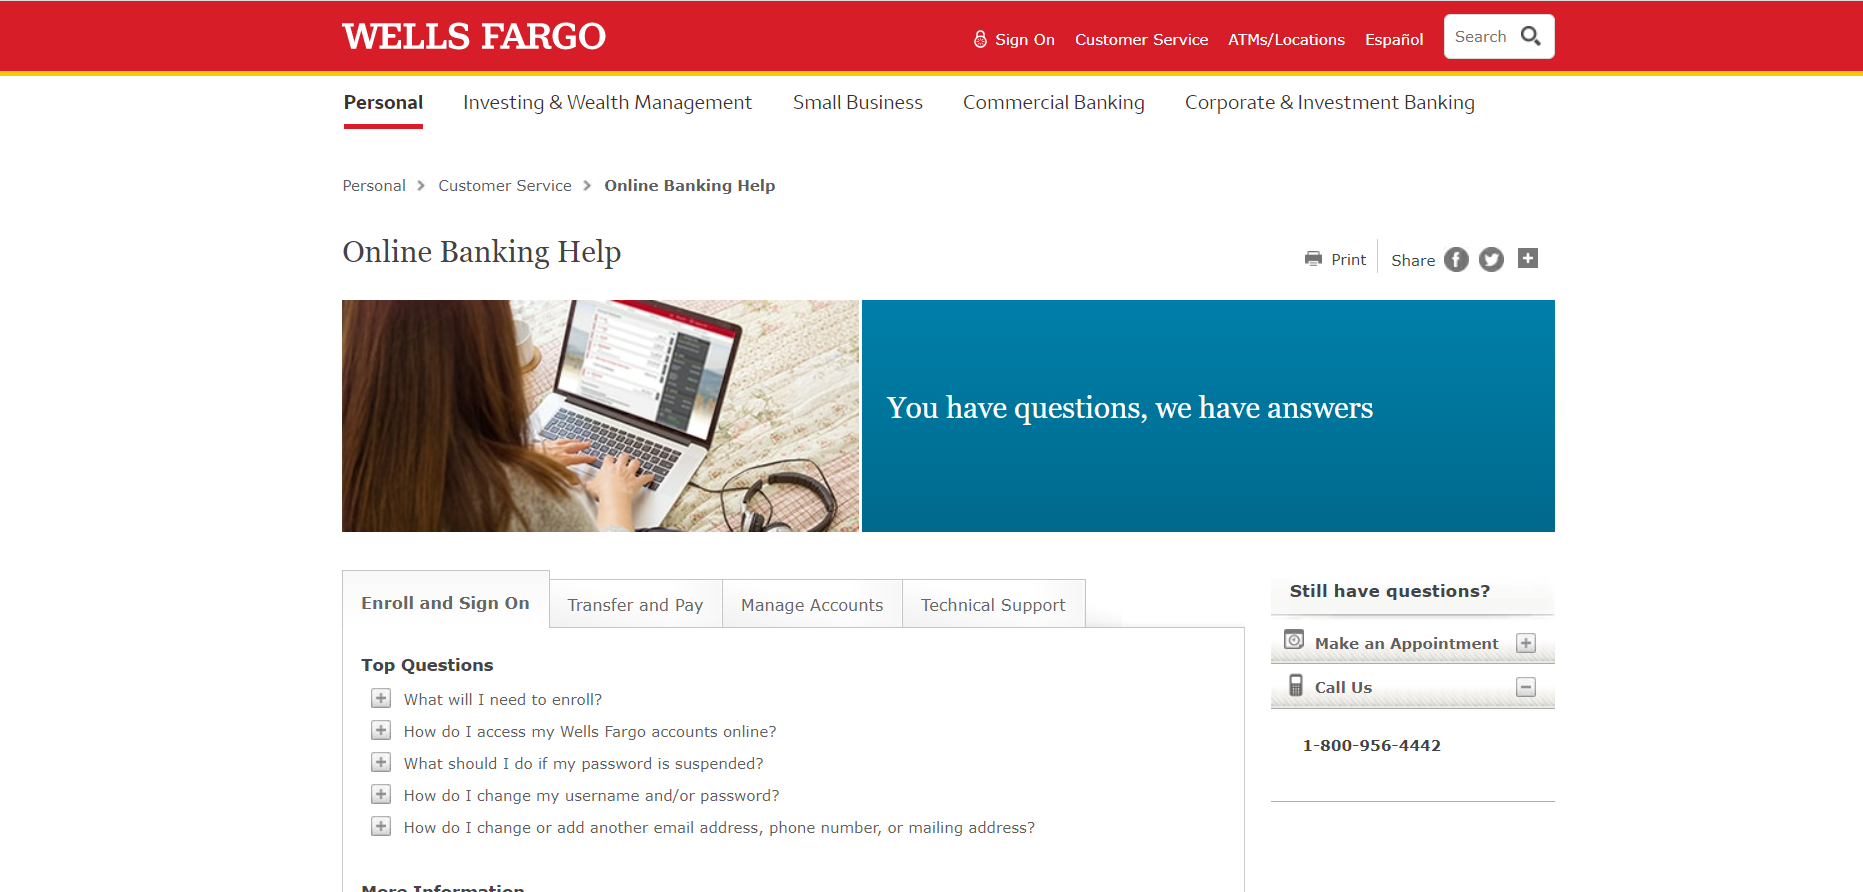 WELLS FARGO
Sign On Customer Service ATMs/Locations Español Search
Personal Investing & Wealth Management Small Business Commercial Banking Corporate & Investment Banking
Personal Customer Service Online Banking Help
Online Banking Help
Print Share
You have questions, we have answers
Enroll and Sign On Transfer and Pay Manage Accounts Technical Support
Top Questions
What will I need to enroll?
How do I access my Wells Fargo accounts online?
What should I do if my password is suspended?
How do I change my username and/or password?
How do I change or add another email address, phone number, or mailing address?
More Information
Still have questions?
Make an Appointment
Call Us
1-800-956-4442